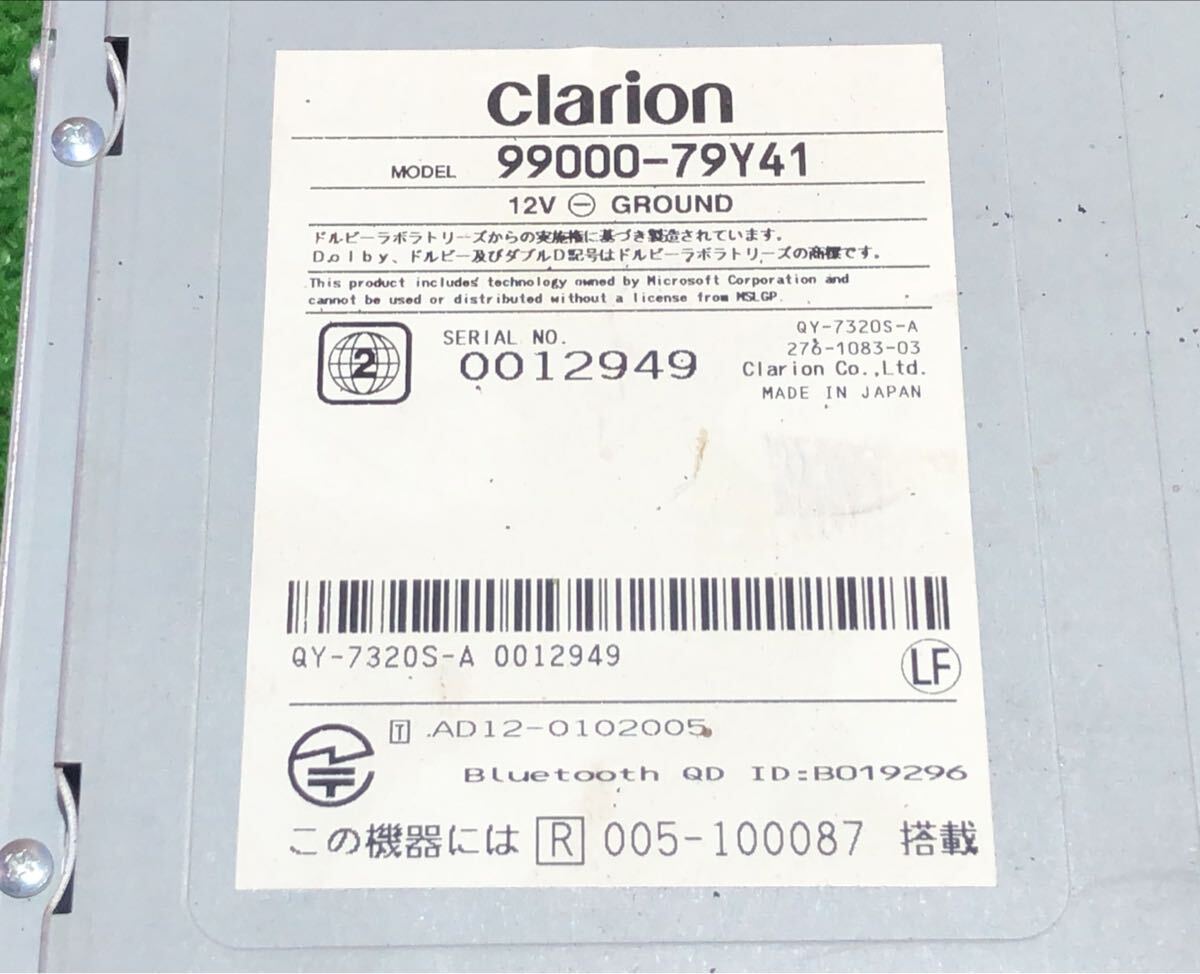 clarion
MODEL 99000-79Y41
12V ⊖ GROUND
ドルビーラボラトリーズからの実施権に基づき製造されています。
Dolby、ドルビー及びダブルD記号はドルビーラボラトリーズの商標です。
This product includes technology owned by Microsoft Corporation and
cannot be used or distributed without a license from MSLGP.
2
SERIAL NO.
0012949
QY-7320S-A
276-1083-03
Clarion Co.,Ltd.
MADE IN JAPAN
QY-7320S-A 0012949
LF
T AD12-0102005
Bluetooth QD ID:B019296
この機器には R 005-100087 搭載